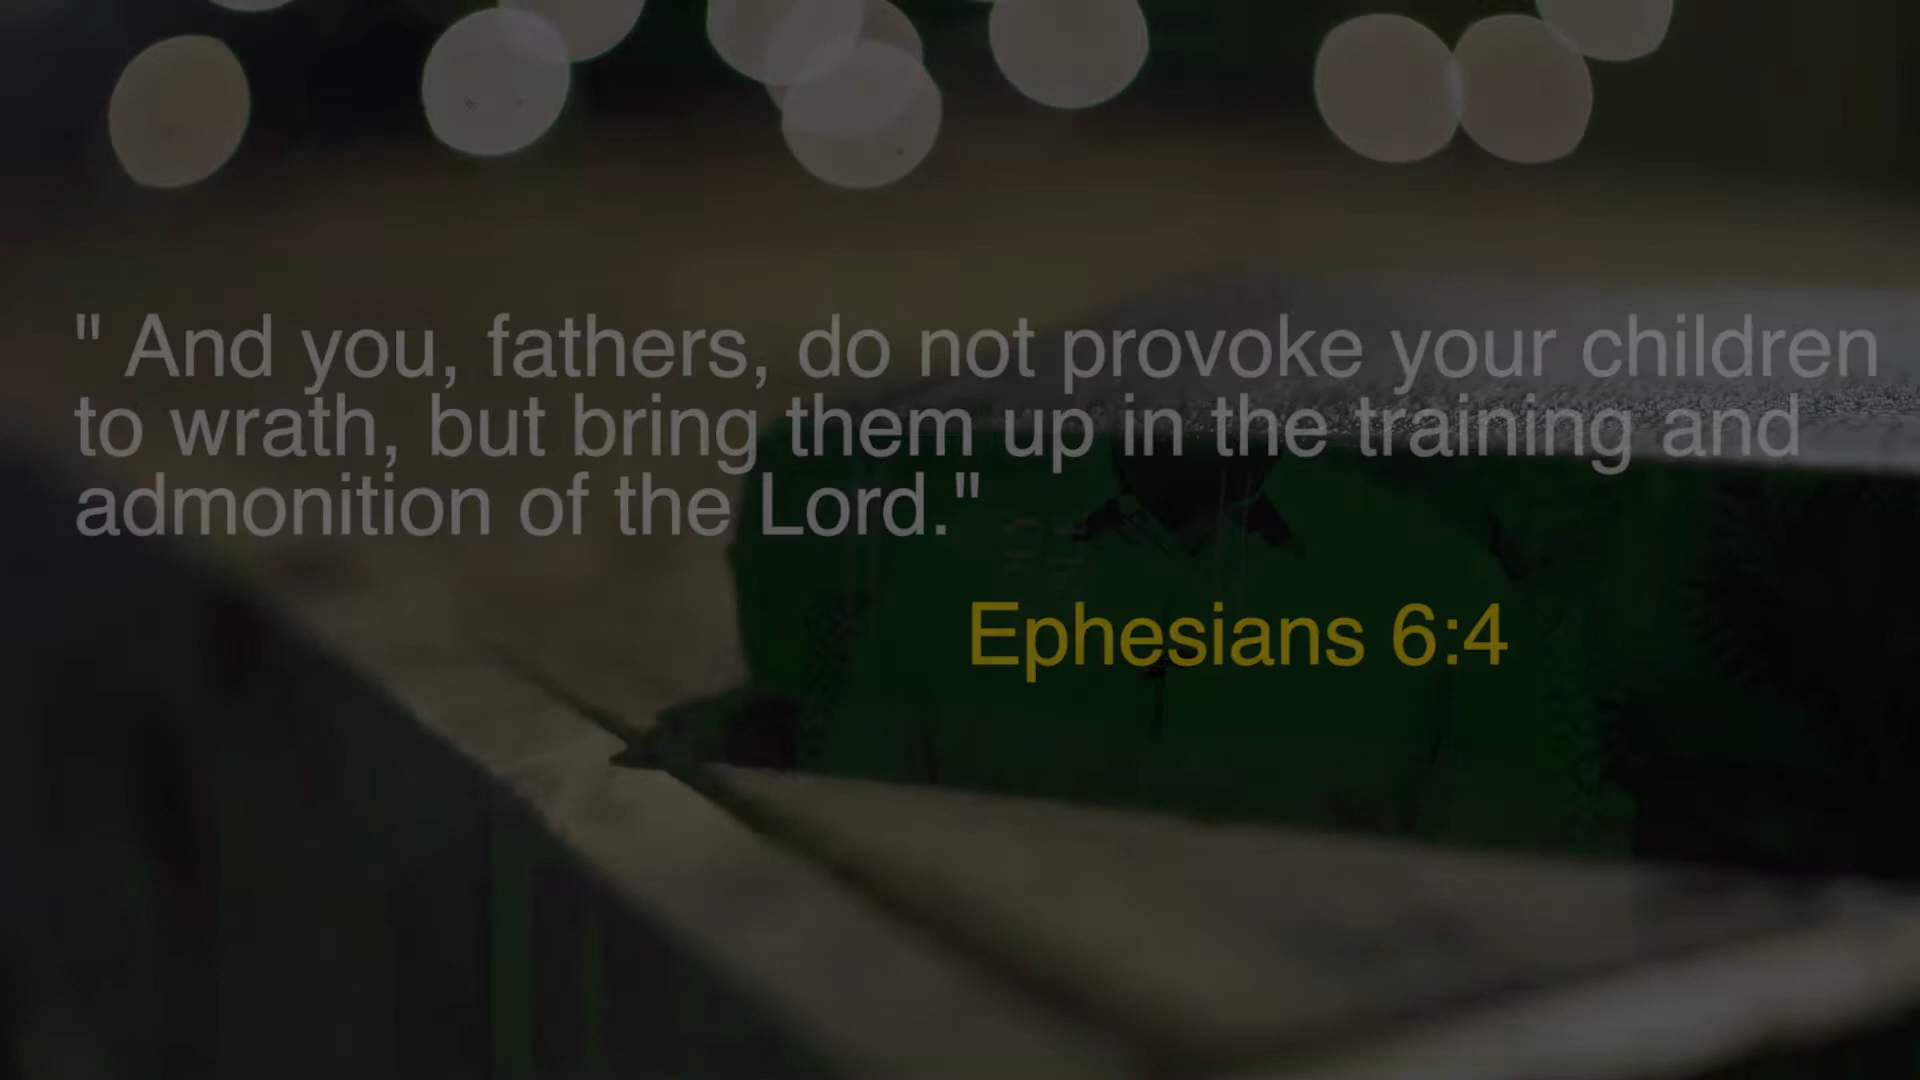 " And you, fathers, do not provoke your children
to wrath, but bring them up in the training and
admonition of the Lord."
Ephesians 6:4